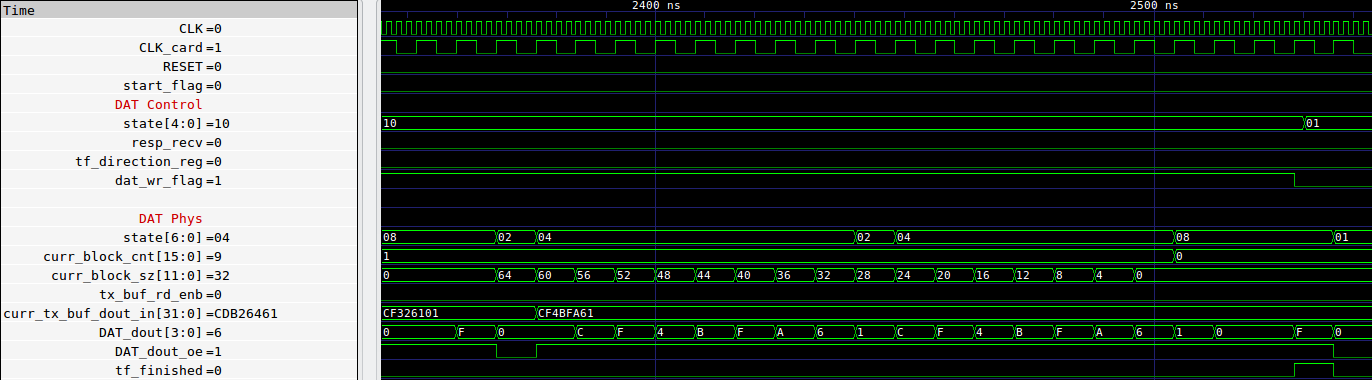 Time
2400 ns 2500 ns
CLK=0
CLK_card=1
RESET=0
start_flag=0
DAT Control
state[4:0]=10 10 01
resp_recv=0
tf_direction_reg=0
dat_wr_flag=1
DAT Phys
state[6:0]=04 08 02 04 02 04 08 01
curr_block_cnt[15:0]=9 1 0
curr_block_sz[11:0]=32 0 64 60 56 52 48 44 40 36 32 28 24 20 16 12 8 4 0
tx_buf_rd_enb=0
curr_tx_buf_dout_in[31:0]=CDB26461 CF326101 CF4BFA61
DAT_dout[3:0]=6 0 F 0 C F 4 B F A 6 1 C F 4 B F A 6 1 0 F 0
DAT_dout_oe=1
tf_finished=0